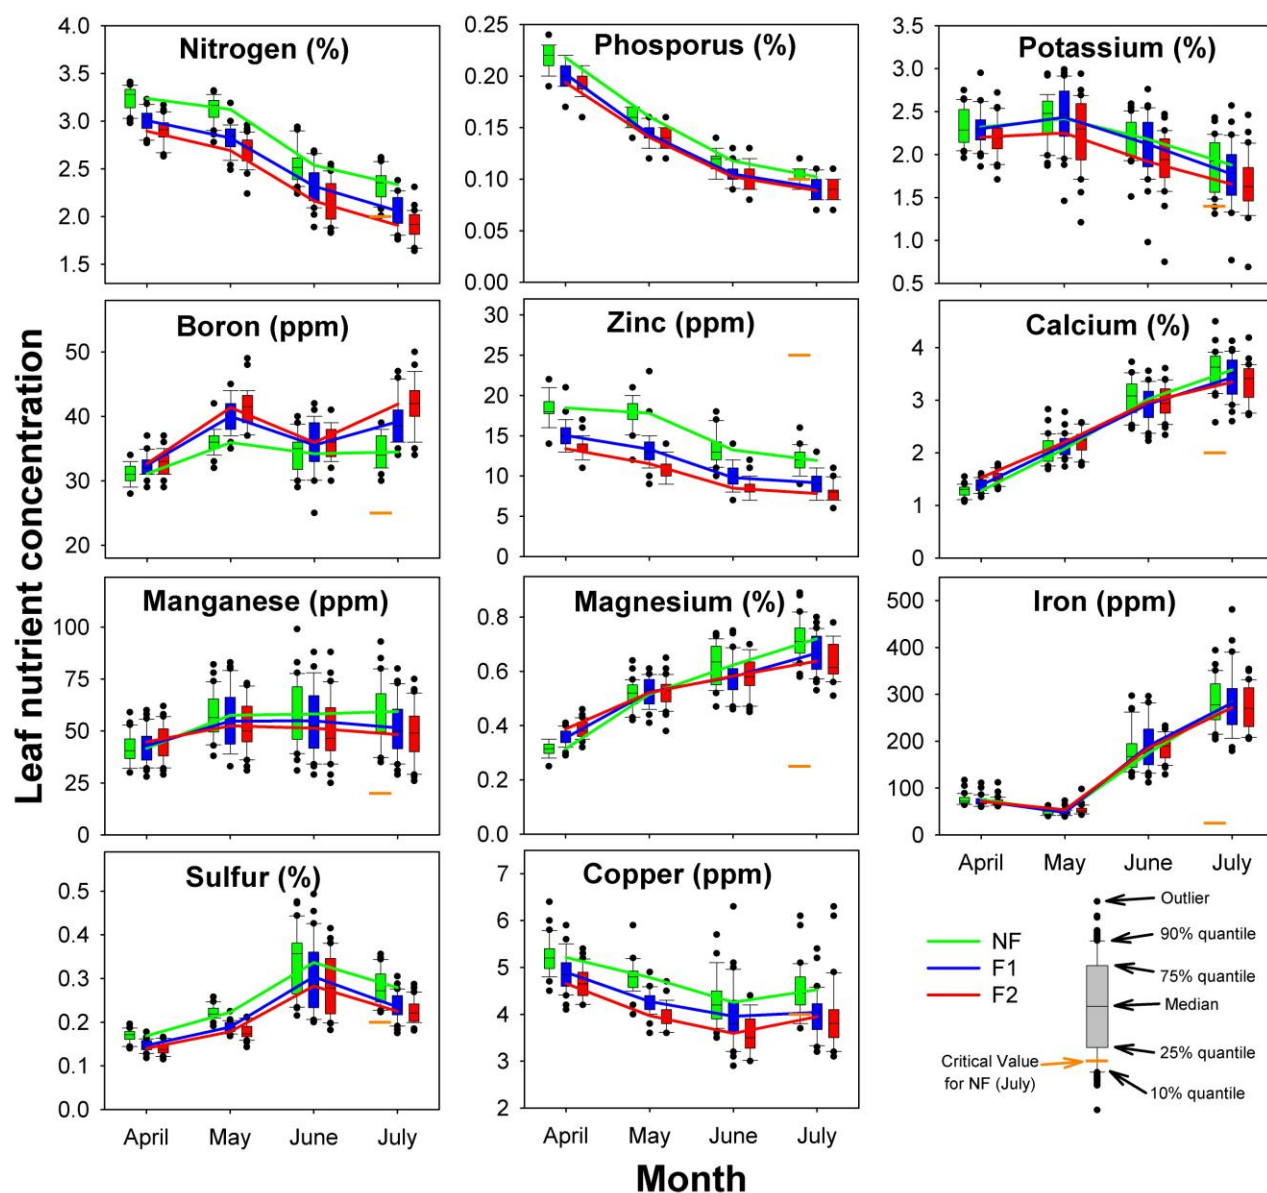 Leaf nutrient concentration
Nitrogen (%)
4.0
3.5
3.0
2.5
2.0
1.5
Phosporus (%)
0.25
0.20
0.15
0.10
0.05
0.00
Potassium (%)
3.5
3.0
2.5
2.0
1.5
1.0
0.5
Boron (ppm)
50
40
30
20
Zinc (ppm)
30
25
20
15
10
5
0
Calcium (%)
4
3
2
1
0
Manganese (ppm)
100
75
50
25
0
Magnesium (%)
0.8
0.6
0.4
0.2
0.0
Iron (ppm)
500
400
300
200
100
0
April May June July
Sulfur (%)
0.5
0.4
0.3
0.2
0.1
0.0
April May June July
Copper (ppm)
7
6
5
4
3
2
April May June July
Month
NF
F1
F2
Outlier
90% quantile
75% quantile
Median
25% quantile
10% quantile
Critical Value
for NF (July)